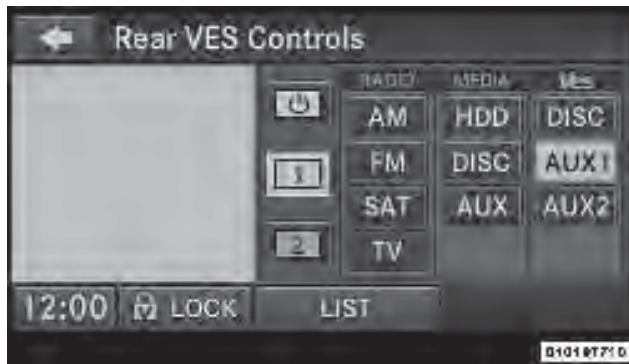 Rear VES Controls
RADIO MEDIA VES
AM HDD DISC
1 FM DISC AUX1
SAT AUX AUX2
2 TV
12:00 LOCK LIST